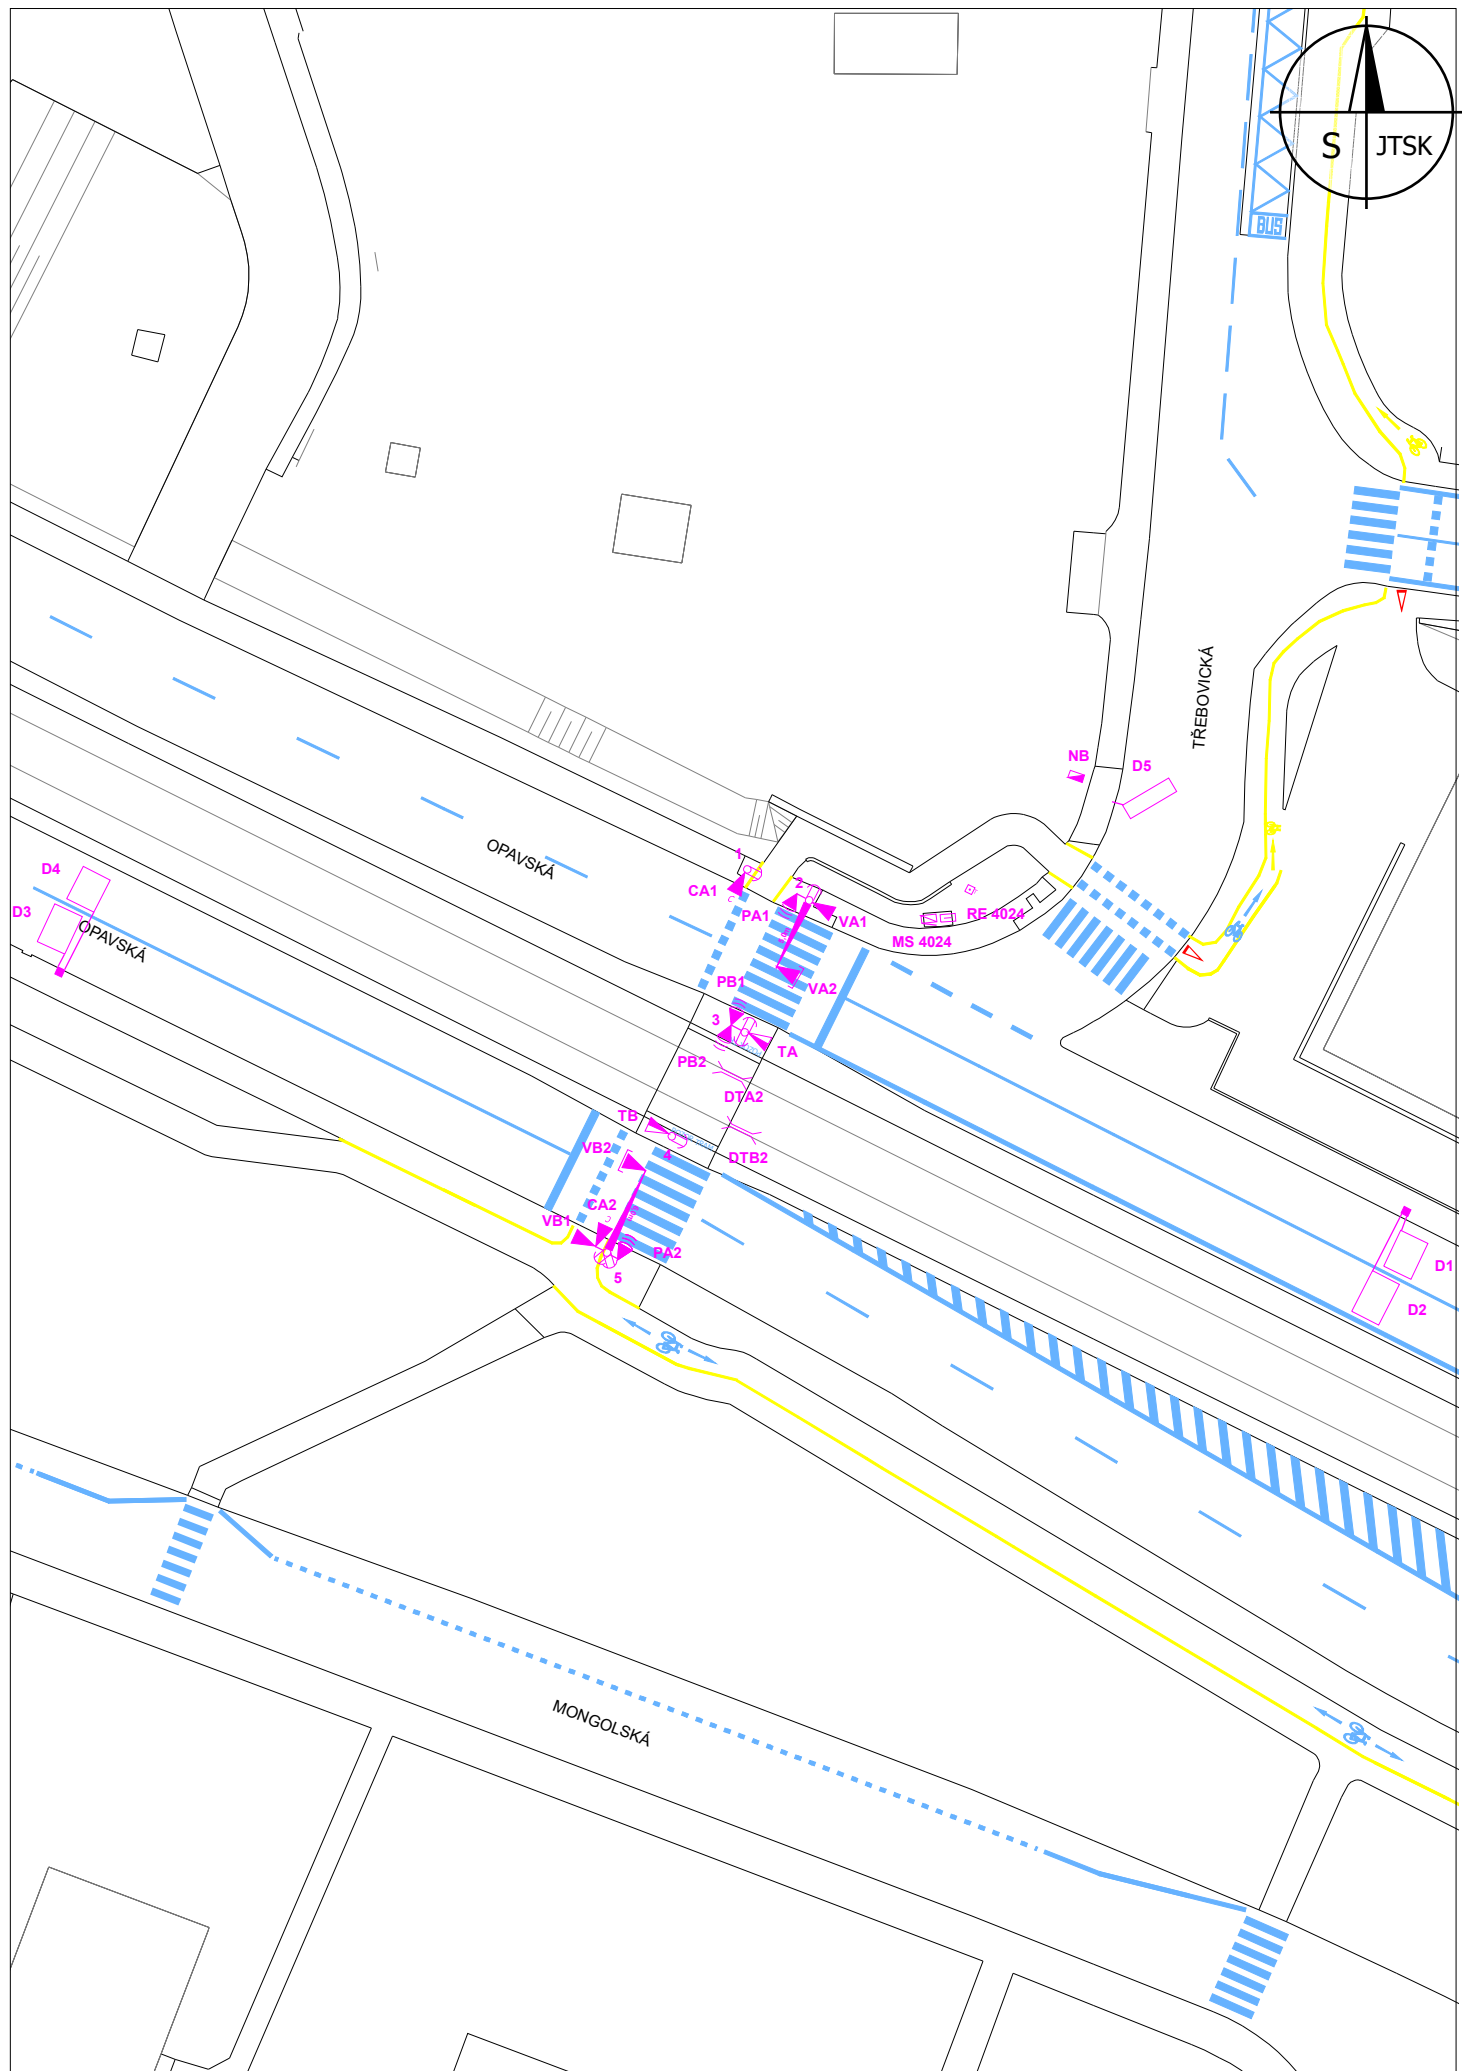 S
JTSK
BUS
TŘEBOVICKÁ
NB
D5
OPAVSKÁ
1
2
CA1
PA1
VA1
RE 4024
MS 4024
D4
D3
OPAVSKÁ
PB1
VA2
3
TA
PB2
DTA2
TB
4
VB2
DTB2
CA2
VB1
PA2
5
D1
D2
MONGOLSKÁ